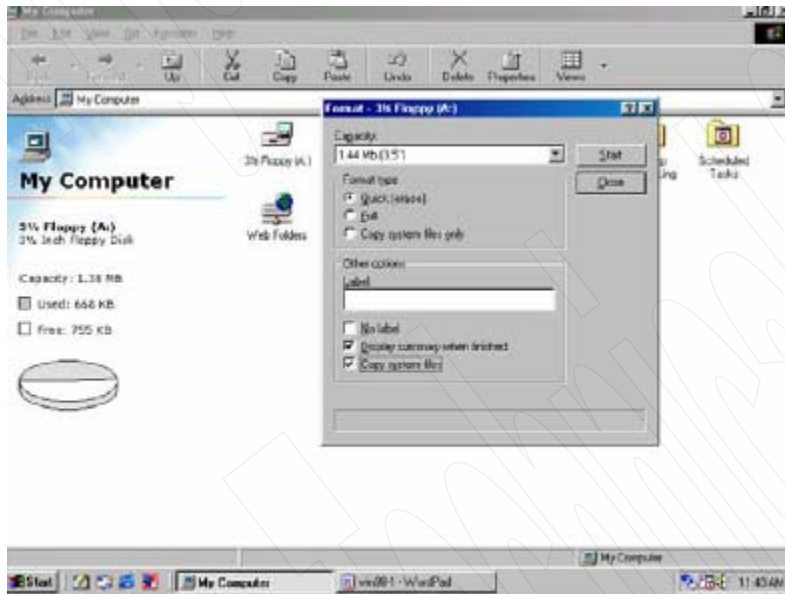 My Computer
File Edit View Go Favorites Help
Back Forward Up Cut Copy Paste Undo Delete Properties Views
Address My Computer
Format - 3½ Floppy (A:)
Capacity:
1.44 Mb (3.5")
Start
Close
Format type
Quick (erase)
Full
Copy system files only
Other options
Label:
No label
Display summary when finished
Copy system files
3½ Floppy (A:)
Web Folders
Scheduled
Tasks
My Computer
3½ Floppy (A:)
3½ Inch Floppy Disk
Capacity: 1.38 MB
Used: 668 KB
Free: 755 KB
My Computer
Start My Computer win98-1 - WordPad 11:40 AM